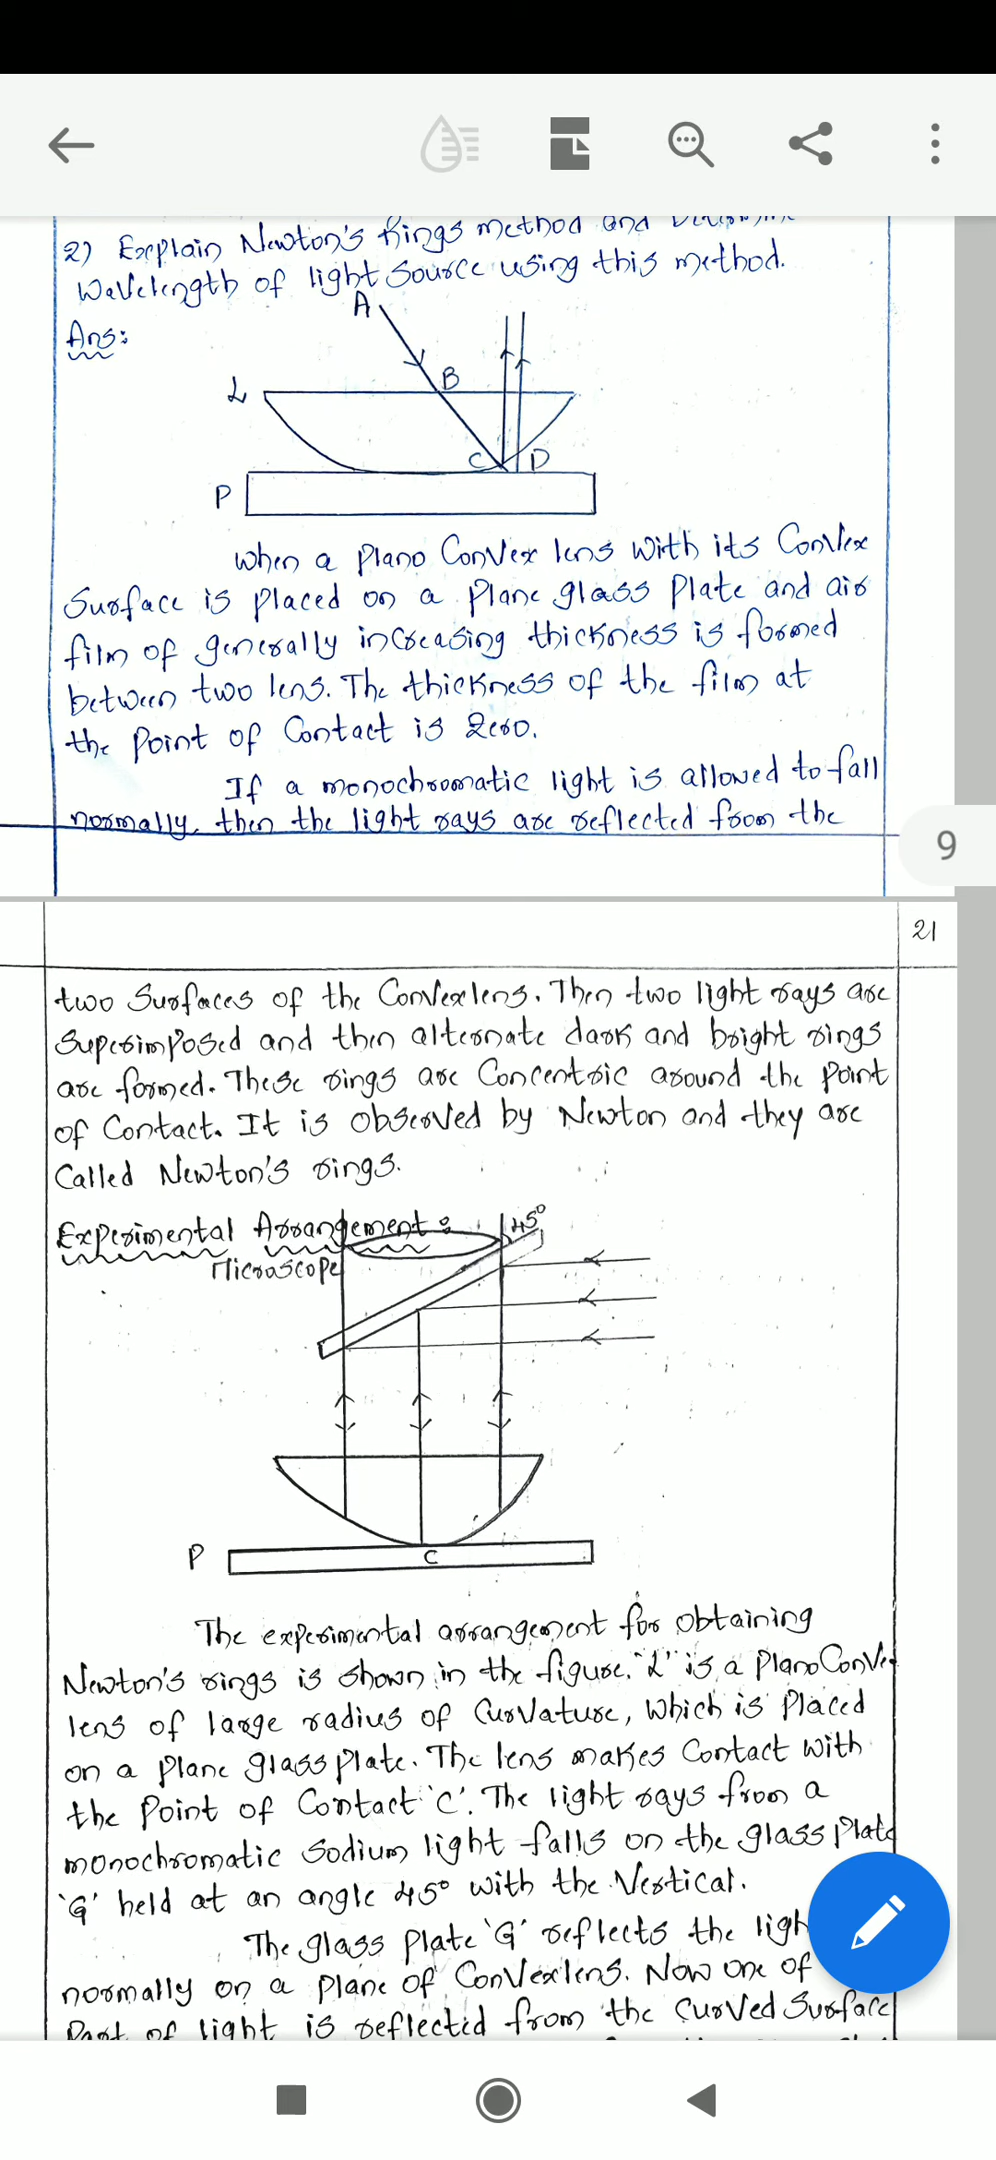 2) Explain Newton's Rings method and
Wavelength of light Source using this method.
Ans:
A
B
L
C D
P
When a Plano Convex lens with its Convex
Surface is placed on a Plane glass Plate and air
film of generally increasing thickness is formed
between two lens. The thickness of the film at
the Point of Contact is Zero.
If a monochromatic light is allowed to fall
normally, then the light rays are reflected from the
9
21
two Surfaces of the Convexlens. Then two light rays are
Superimposed and then alternate dark and bright rings
are formed. These rings are Concentric around the Point
of Contact. It is Observed by Newton and they are
Called Newton's rings.
Experimental Arrangement:
45°
Microscope
P
C
The experimental arrangement for obtaining
Newton's rings is shown in the figure. "L" is a Plano Conve
lens of large radius of Curvature, Which is Placed
on a Plane glass plate. The lens makes Contact with
the Point of Contact 'C'. The light rays from a
monochromatic Sodium light falls on the glass Plate
'G' held at an angle 45° with the Vertical.
The glass Plate 'G' reflects the ligh
normally on a Plane of Convexlens. Now one of
Part of light is reflected from the Curved Surface